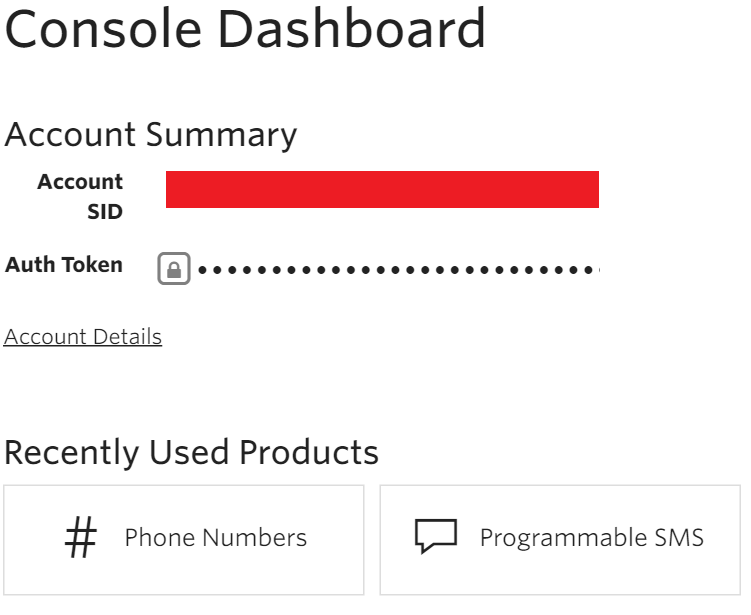 Console Dashboard
Account Summary
Account
SID
Auth Token
Account Details
Recently Used Products
# Phone Numbers
Programmable SMS